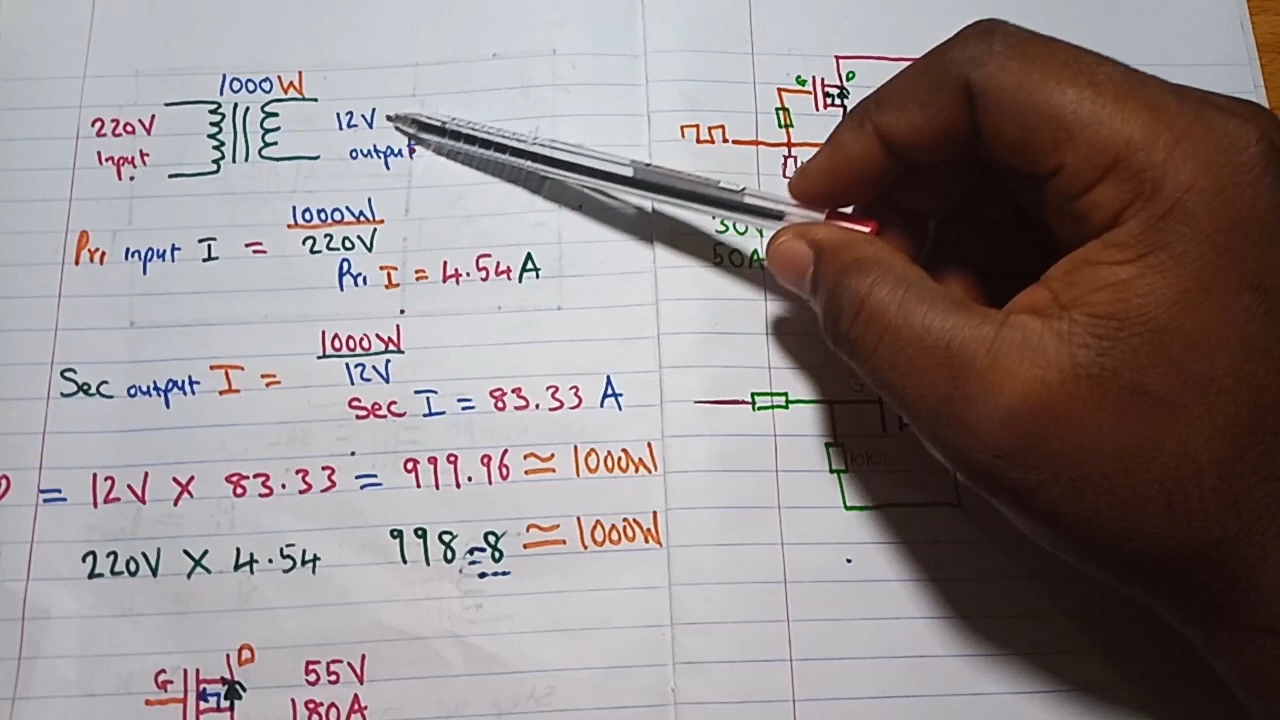 1000W
220V
Input
12V
output
Pri input I = 1000W
220V
Pri I = 4.54A
Sec output I = 1000W
12V
Sec I = 83.33 A
= 12V X 83.33 = 999.96 ≃ 1000W
220V X 4.54 998.8 ≃ 1000W
G D 55V
180A
G D
50A
10k